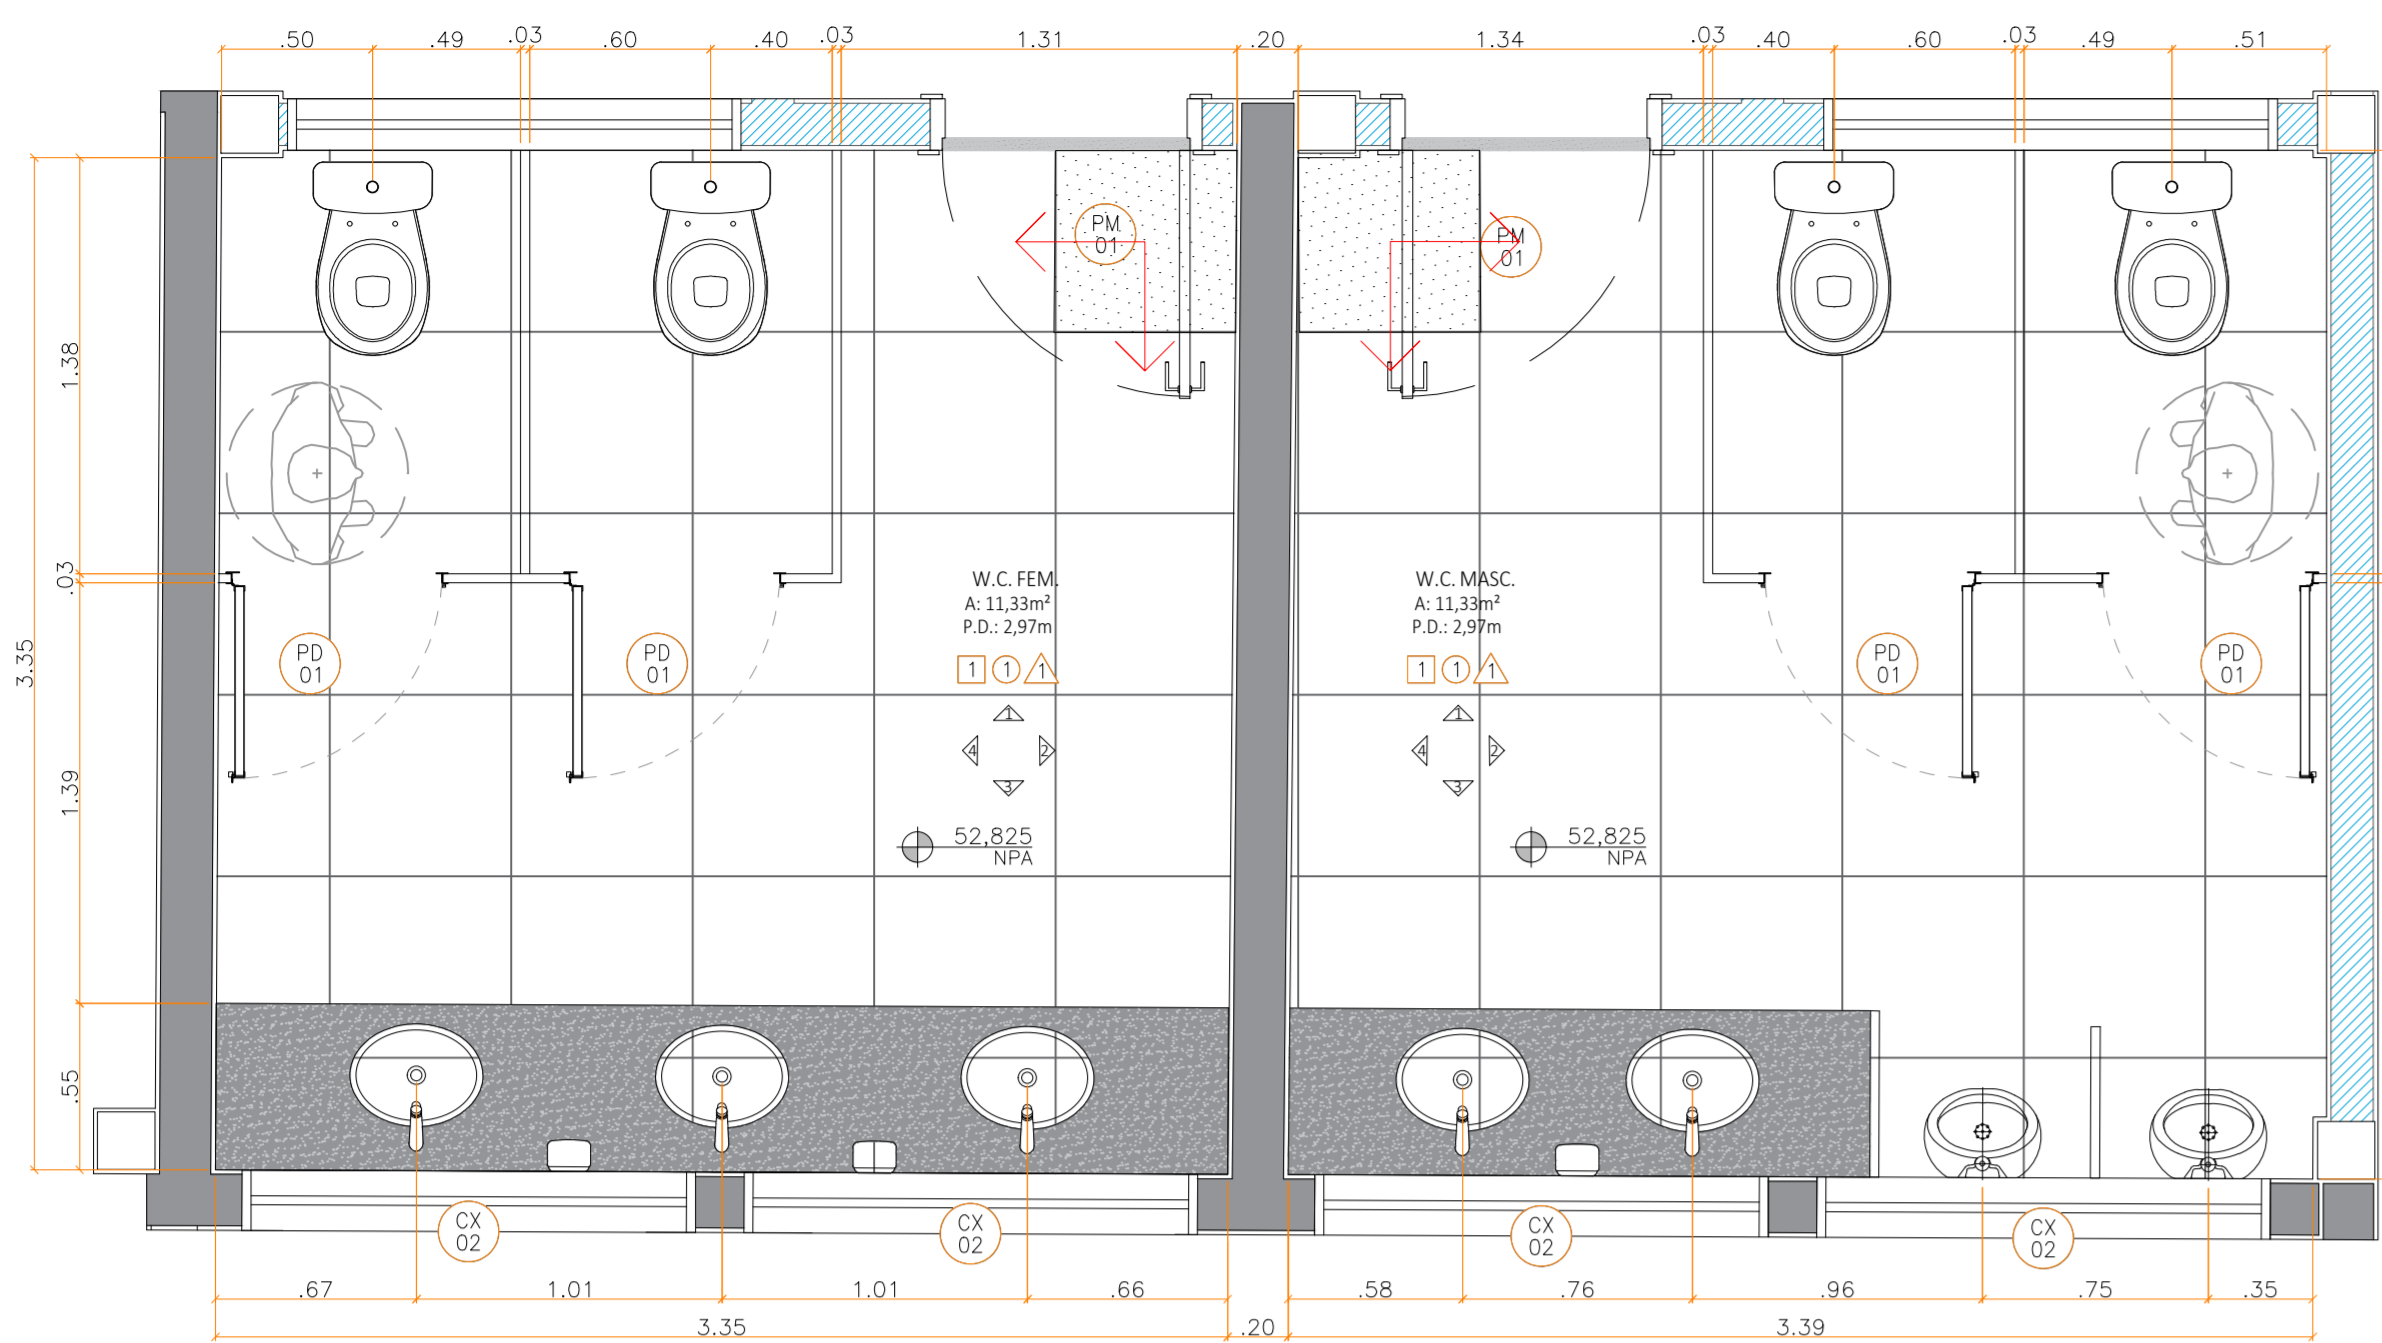 .50 .49 .03 .60 .40 .03 1.31 .20 1.34 .03 .40 .60 .03 .49 .51
PM
01
PM
01
1.38
.03
3.35
1.39
.55
W.C. FEM.
A: 11,33m²
P.D.: 2,97m
1 1 1
1
4 2
3
52,825
NPA
W.C. MASC.
A: 11,33m²
P.D.: 2,97m
1 1 1
1
4 2
3
52,825
NPA
PD
01
PD
01
PD
01
PD
01
CX
02
CX
02
CX
02
CX
02
.67 1.01 1.01 .66 .58 .76 .96 .75 .35
3.35 .20 3.39